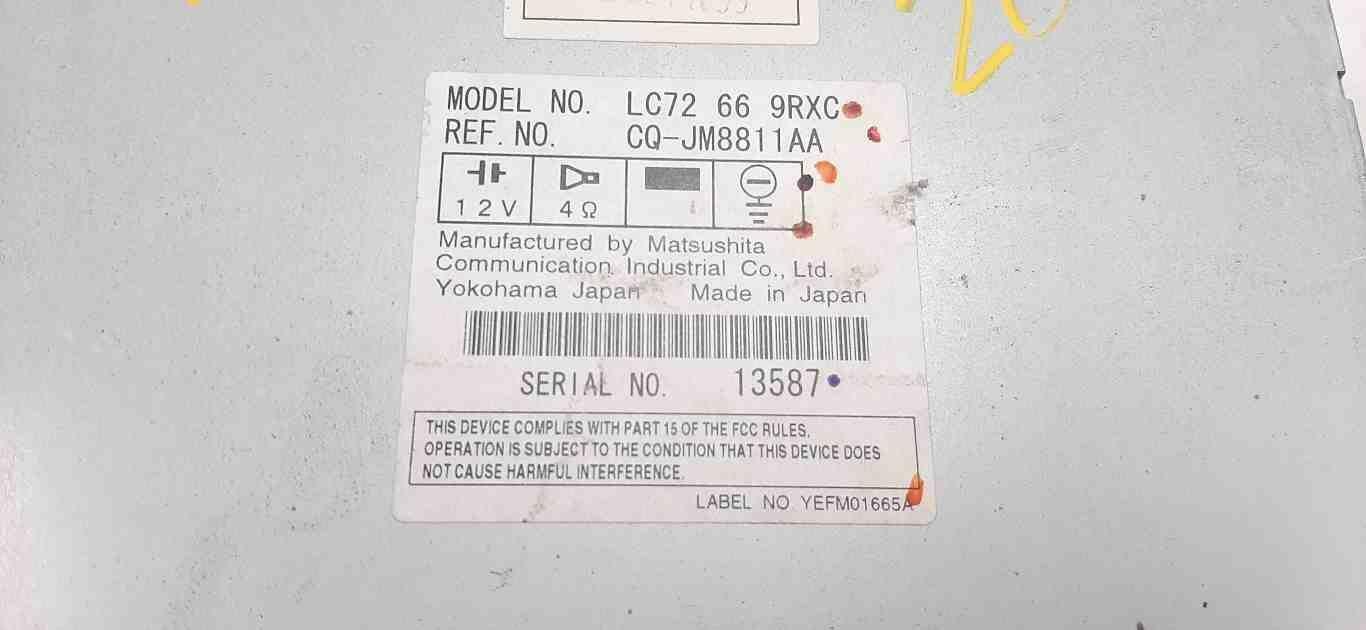 MODEL NO. LC72 66 9RXC
REF. NO. CQ-JM8811AA
12V 4Ω
Manufactured by Matsushita
Communication Industrial Co., Ltd.
Yokohama Japan Made in Japan
SERIAL NO. 13587
THIS DEVICE COMPLIES WITH PART 15 OF THE FCC RULES.
OPERATION IS SUBJECT TO THE CONDITION THAT THIS DEVICE DOES
NOT CAUSE HARMFUL INTERFERENCE.
LABEL NO YEFM01665A